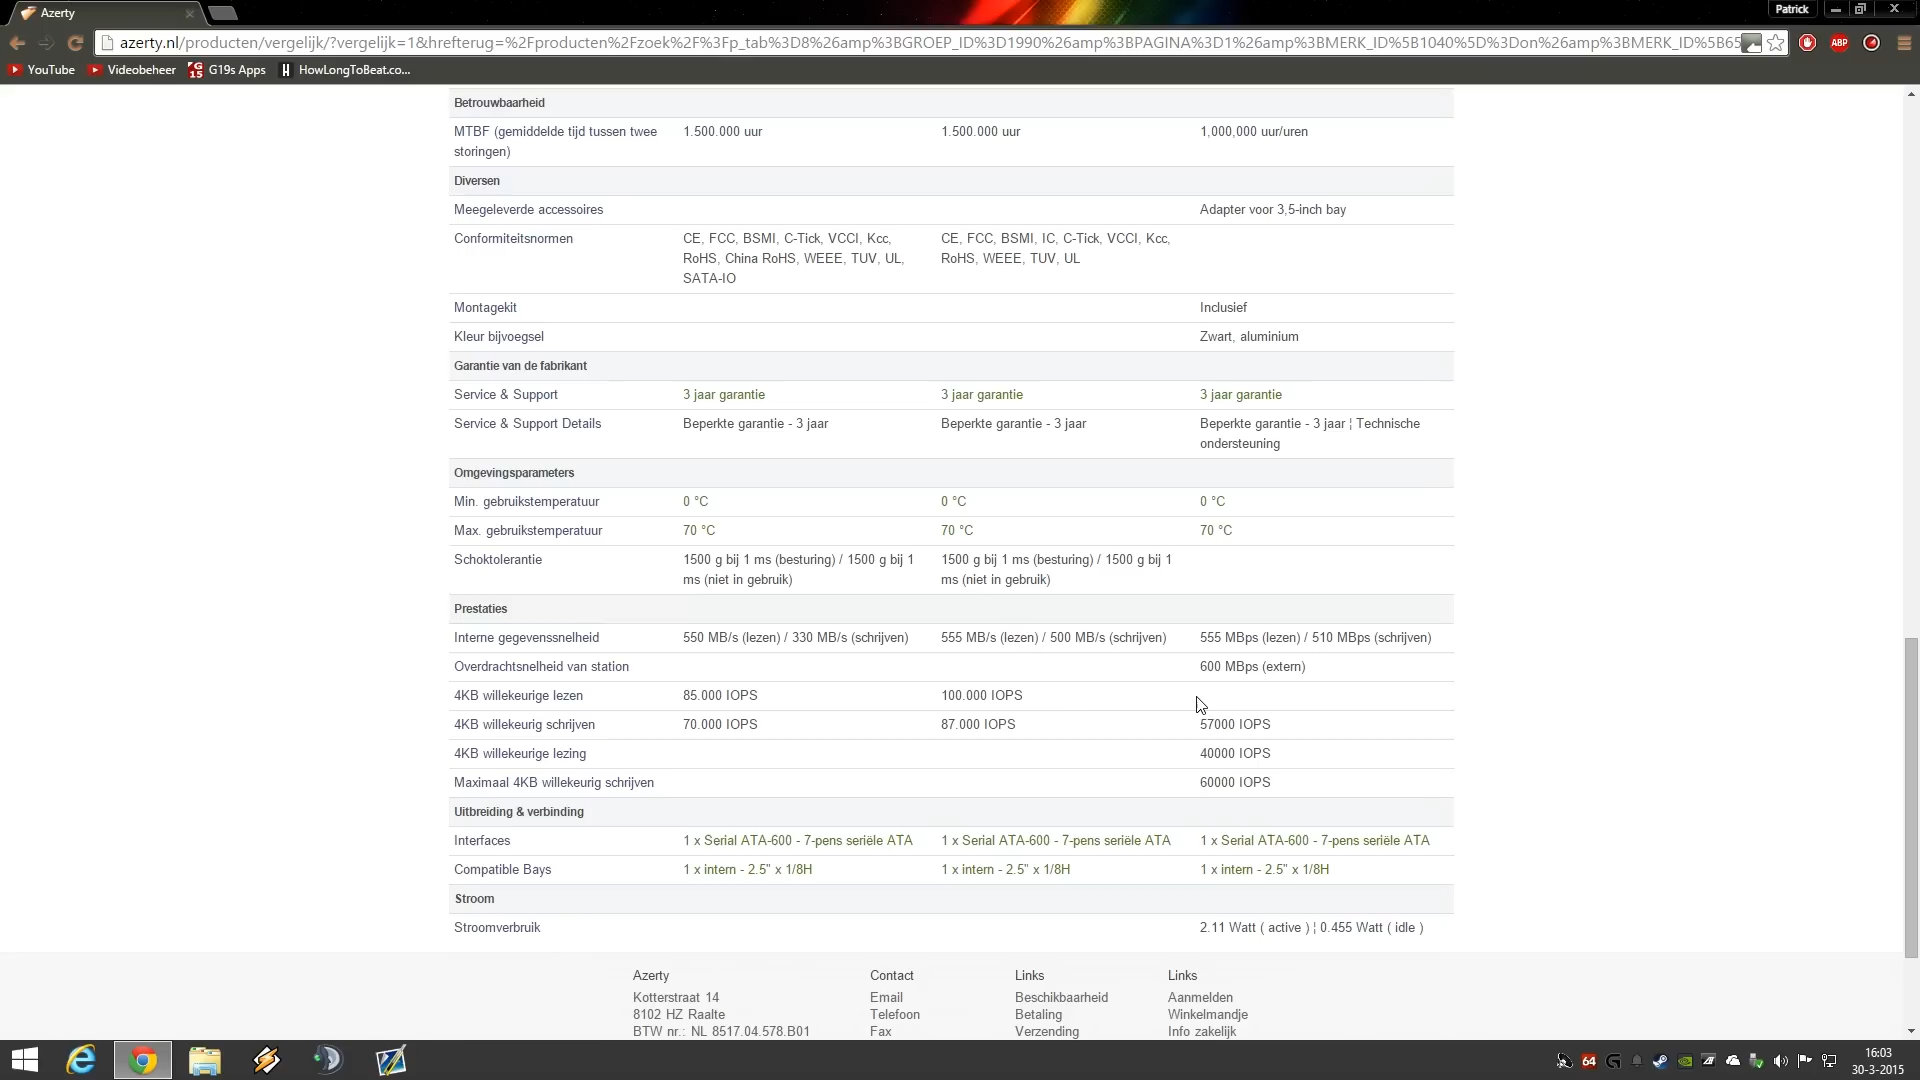 Azerty
Patrick
azerty.nl/producten/vergelijk/?vergelijk=1&hrefterug=%2Fproducten%2Fzoek%2F%3Fp_tab%3D8%26amp%3BGROEP_ID%3D1990%26amp%3BPAGINA%3D1%26amp%3BMERK_ID%5B1040%5D%3Don%26amp%3BMERK_ID%5B65
ABP
YouTube Videobeheer G19s Apps HowLongToBeat.co...
Betrouwbaarheid
MTBF (gemiddelde tijd tussen twee storingen) 1.500.000 uur 1.500.000 uur 1,000,000 uur/uren
Diversen
Meegeleverde accessoires Adapter voor 3,5-inch bay
Conformiteitsnormen CE, FCC, BSMI, C-Tick, VCCI, Kcc, RoHS, China RoHS, WEEE, TUV, UL, SATA-IO CE, FCC, BSMI, IC, C-Tick, VCCI, Kcc, RoHS, WEEE, TUV, UL
Montagekit Inclusief
Kleur bijvoegsel Zwart, aluminium
Garantie van de fabrikant
Service & Support 3 jaar garantie 3 jaar garantie 3 jaar garantie
Service & Support Details Beperkte garantie - 3 jaar Beperkte garantie - 3 jaar Beperkte garantie - 3 jaar ¦ Technische ondersteuning
Omgevingsparameters
Min. gebruikstemperatuur 0 °C 0 °C 0 °C
Max. gebruikstemperatuur 70 °C 70 °C 70 °C
Schoktolerantie 1500 g bij 1 ms (besturing) / 1500 g bij 1 ms (niet in gebruik) 1500 g bij 1 ms (besturing) / 1500 g bij 1 ms (niet in gebruik)
Prestaties
Interne gegevenssnelheid 550 MB/s (lezen) / 330 MB/s (schrijven) 555 MB/s (lezen) / 500 MB/s (schrijven) 555 MBps (lezen) / 510 MBps (schrijven)
Overdrachtsnelheid van station 600 MBps (extern)
4KB willekeurige lezen 85.000 IOPS 100.000 IOPS
4KB willekeurig schrijven 70.000 IOPS 87.000 IOPS 57000 IOPS
4KB willekeurige lezing 40000 IOPS
Maximaal 4KB willekeurig schrijven 60000 IOPS
Uitbreiding & verbinding
Interfaces 1 x Serial ATA-600 - 7-pens seriële ATA 1 x Serial ATA-600 - 7-pens seriële ATA 1 x Serial ATA-600 - 7-pens seriële ATA
Compatible Bays 1 x intern - 2.5" x 1/8H 1 x intern - 2.5" x 1/8H 1 x intern - 2.5" x 1/8H
Stroom
Stroomverbruik 2.11 Watt ( active ) ¦ 0.455 Watt ( idle )
Azerty Contact Links Links
Kotterstraat 14 Email Beschikbaarheid Aanmelden
8102 HZ Raalte Telefoon Betaling Winkelmandje
BTW nr.: NL 8517.04.578.B01 Fax Verzending Info zakelijk
64
16:03
30-3-2015